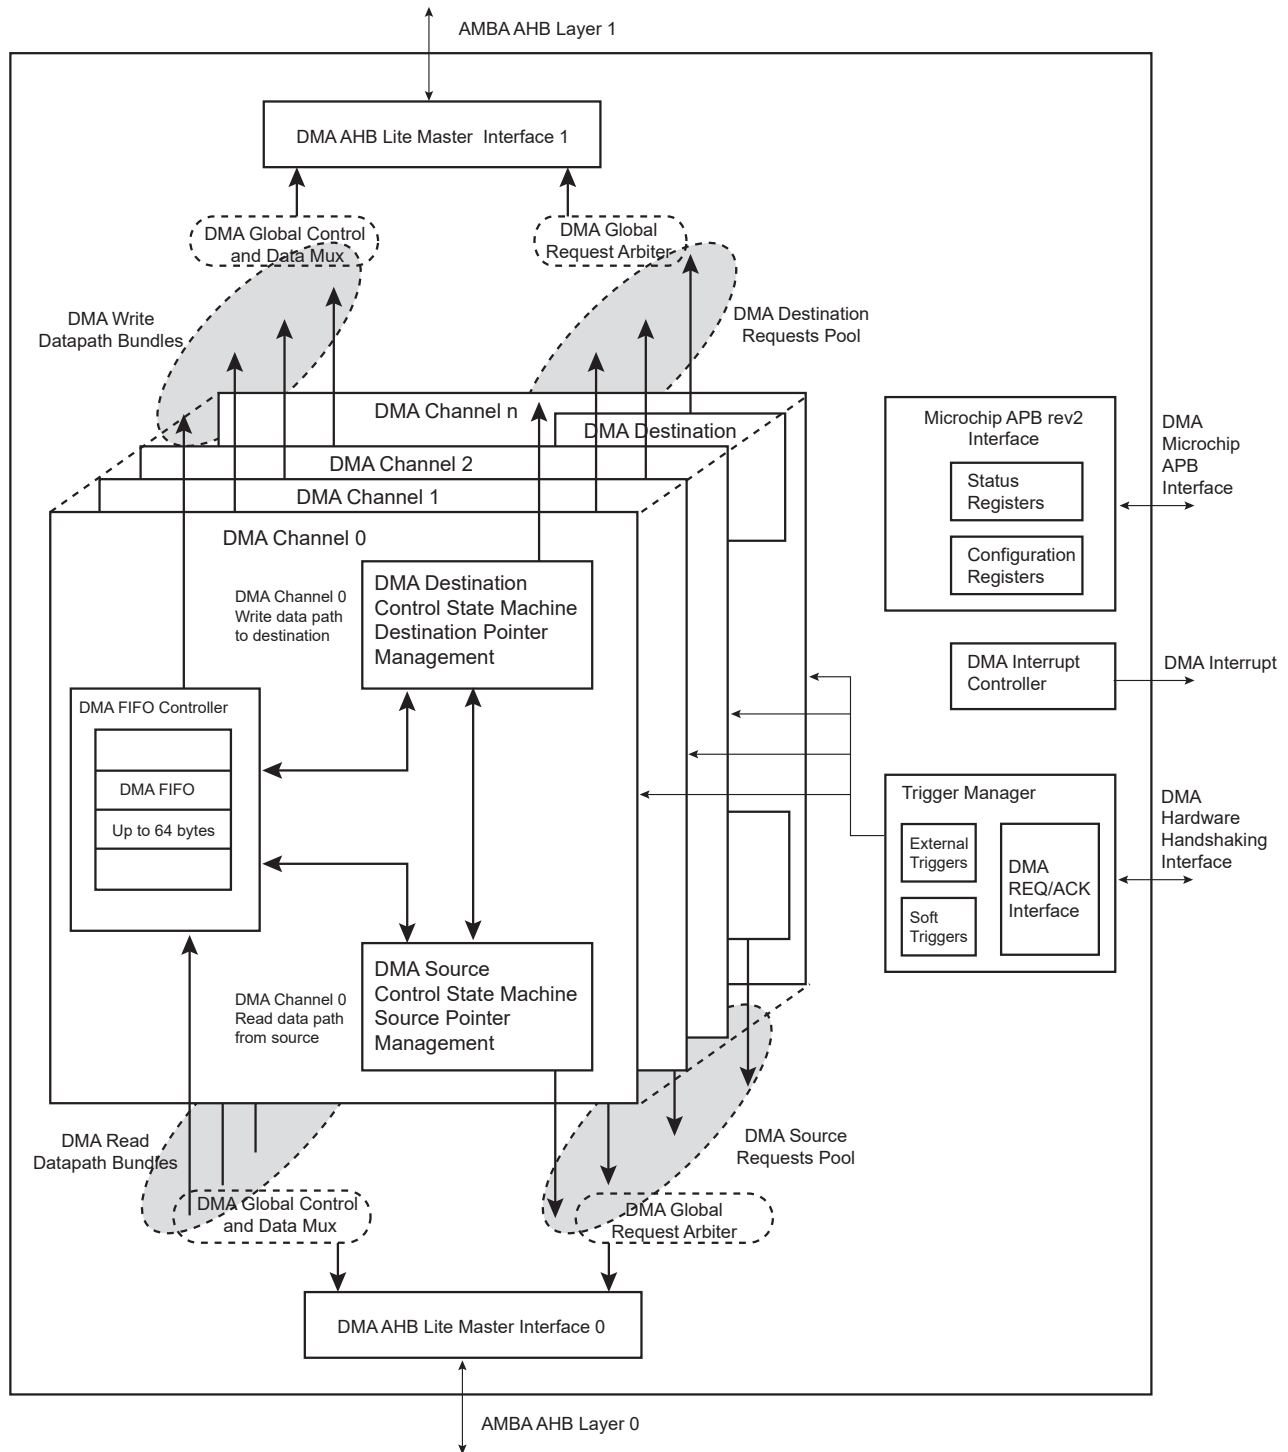 AMBA AHB Layer 1
DMA AHB Lite Master Interface 1
DMA Global Control
and Data Mux
DMA Global
Request Arbiter
DMA Write
Datapath Bundles
DMA Destination
Requests Pool
DMA Channel n
DMA Destination
DMA Channel 2
DMA Channel 1
DMA Channel 0
DMA Channel 0
Write data path
to destination
DMA Destination
Control State Machine
Destination Pointer
Management
DMA FIFO Controller
DMA FIFO
Up to 64 bytes
DMA Channel 0
Read data path
from source
DMA Source
Control State Machine
Source Pointer
Management
Microchip APB rev2
Interface
Status
Registers
Configuration
Registers
DMA
Microchip
APB
Interface
DMA Interrupt
Controller
DMA Interrupt
Trigger Manager
External
Triggers
Soft
Triggers
DMA
REQ/ACK
Interface
DMA
Hardware
Handshaking
Interface
DMA Read
Datapath Bundles
DMA Source
Requests Pool
DMA Global Control
and Data Mux
DMA Global
Request Arbiter
DMA AHB Lite Master Interface 0
AMBA AHB Layer 0